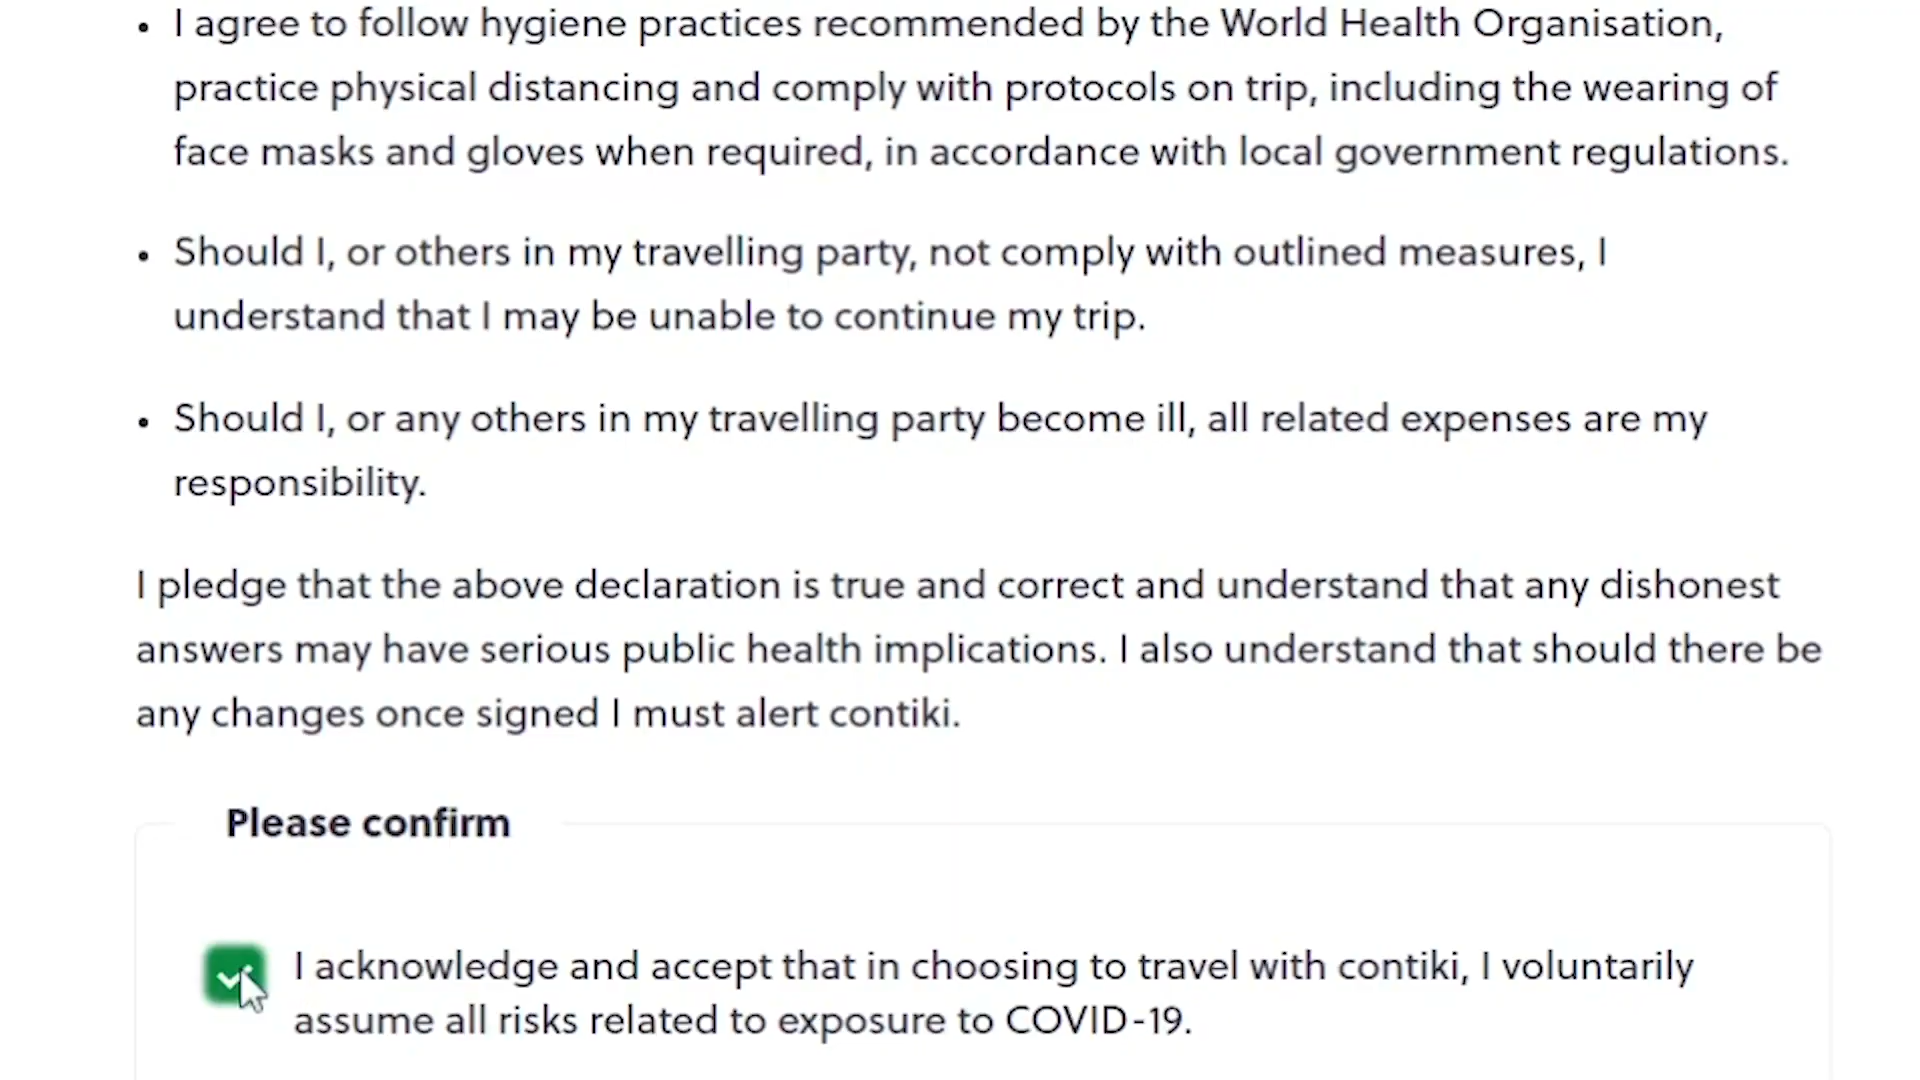 • I agree to follow hygiene practices recommended by the World Health Organisation,
practice physical distancing and comply with protocols on trip, including the wearing of
face masks and gloves when required, in accordance with local government regulations.
• Should I, or others in my travelling party, not comply with outlined measures, I
understand that I may be unable to continue my trip.
• Should I, or any others in my travelling party become ill, all related expenses are my
responsibility.
I pledge that the above declaration is true and correct and understand that any dishonest
answers may have serious public health implications. I also understand that should there be
any changes once signed I must alert contiki.
Please confirm
I acknowledge and accept that in choosing to travel with contiki, I voluntarily
assume all risks related to exposure to COVID-19.